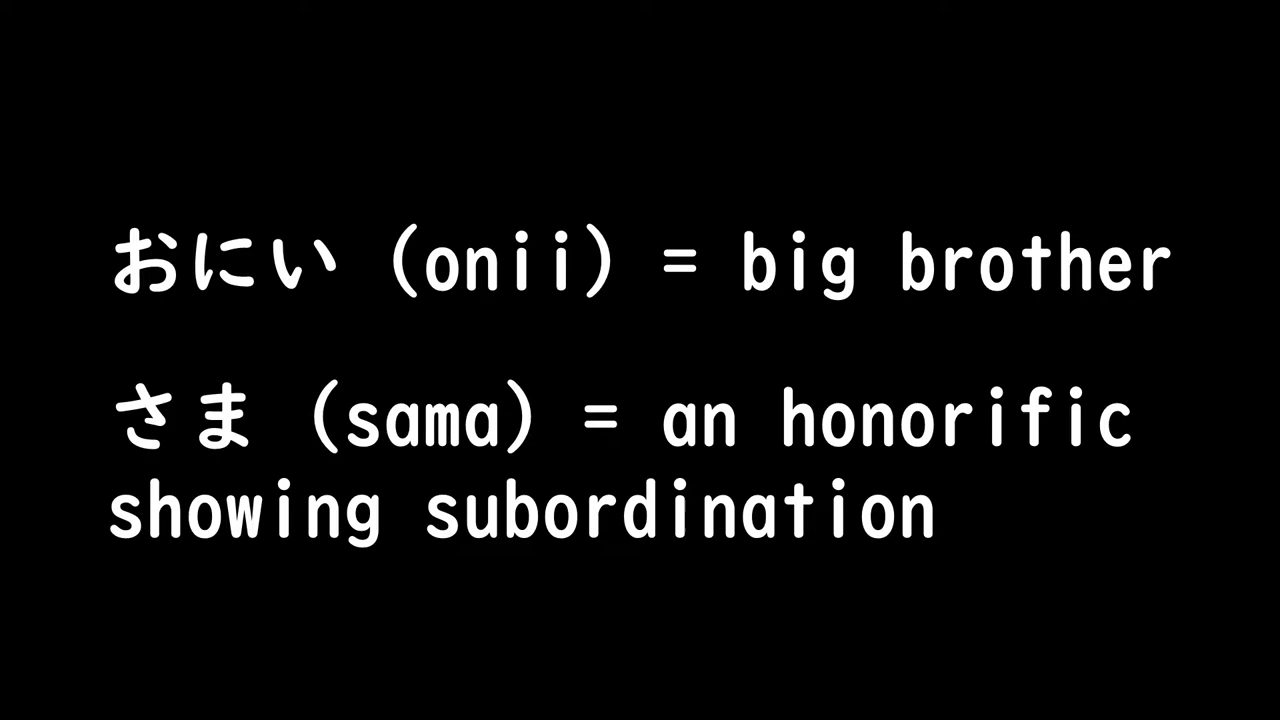 おにい (onii) = big brother
さま (sama) = an honorific
showing subordination